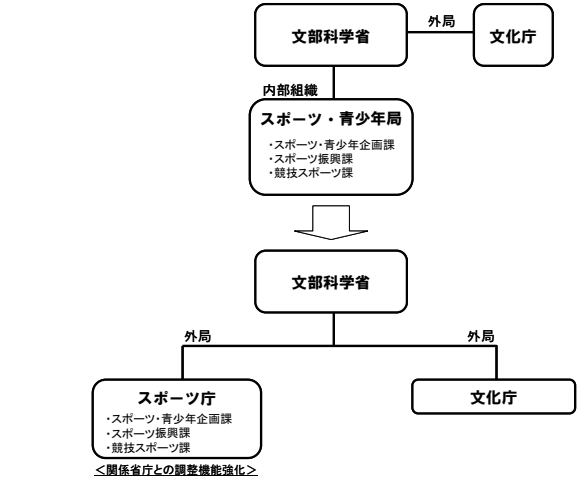 文部科学省
外局
文化庁
内部組織
スポーツ・青少年局
・スポーツ・青少年企画課
・スポーツ振興課
・競技スポーツ課
文部科学省
外局
外局
スポーツ庁
・スポーツ・青少年企画課
・スポーツ振興課
・競技スポーツ課
文化庁
＜関係省庁との調整機能強化＞